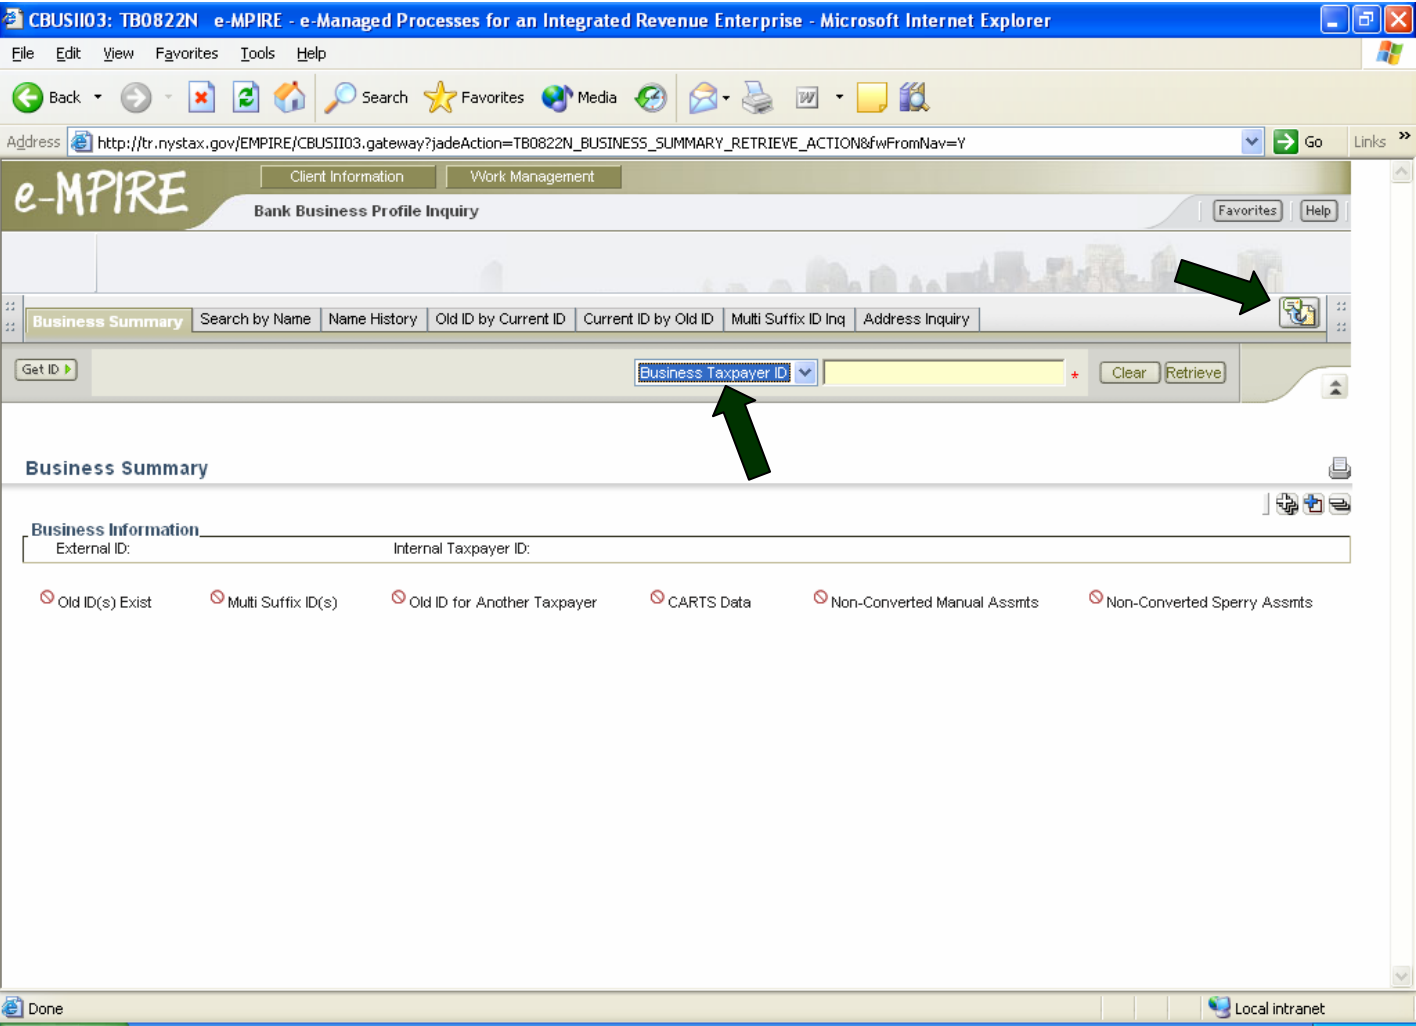 CBUSII03: TB0822N e-MPIRE - e-Managed Processes for an Integrated Revenue Enterprise - Microsoft Internet Explorer
File Edit View Favorites Tools Help
Back Search Favorites Media
Address http://tr.nystax.gov/EMPIRE/CBUSII03.gateway?jadeAction=TB0822N_BUSINESS_SUMMARY_RETRIEVE_ACTION&fwFromNav=Y Go Links »
e-MPIRE Client Information Work Management
Bank Business Profile Inquiry Favorites Help
Business Summary Search by Name Name History Old ID by Current ID Current ID by Old ID Multi Suffix ID Inq Address Inquiry
Get ID Business Taxpayer ID * Clear Retrieve
Business Summary
Business Information
External ID: Internal Taxpayer ID:
Old ID(s) Exist Multi Suffix ID(s) Old ID for Another Taxpayer CARTS Data Non-Converted Manual Assmts Non-Converted Sperry Assmts
Done Local intranet